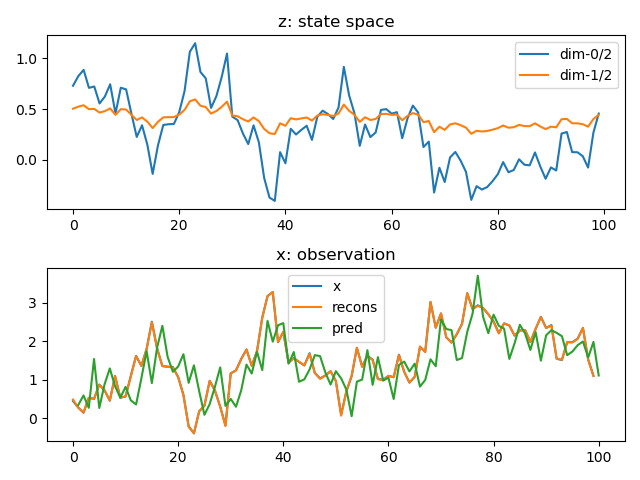 z: state space
dim-0/2
dim-1/2
1.0
0.5
0.0
0 20 40 60 80 100
x: observation
x
recons
pred
3
2
1
0
0 20 40 60 80 100